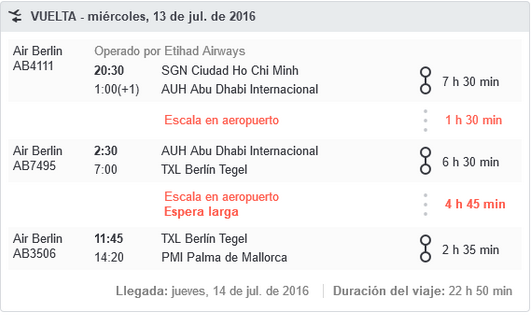 VUELTA - miércoles, 13 de jul. de 2016
Air Berlin
AB4111
Operado por Etihad Airways
20:30 SGN Ciudad Ho Chi Minh
1:00(+1) AUH Abu Dhabi Internacional
7 h 30 min
Escala en aeropuerto 1 h 30 min
Air Berlin
AB7495
2:30 AUH Abu Dhabi Internacional
7:00 TXL Berlín Tegel
6 h 30 min
Escala en aeropuerto
Espera larga
4 h 45 min
Air Berlin
AB3506
11:45 TXL Berlín Tegel
14:20 PMI Palma de Mallorca
2 h 35 min
Llegada: jueves, 14 de jul. de 2016 Duración del viaje: 22 h 50 min